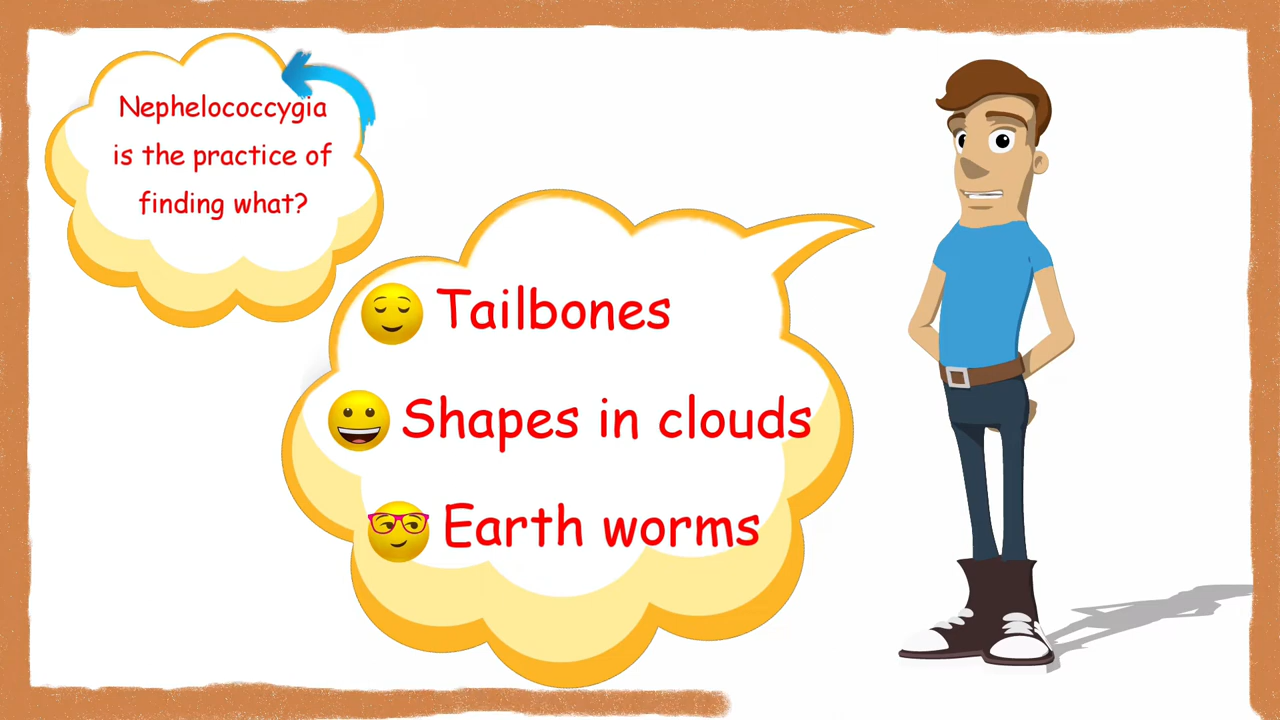 Nephelococcygia
is the practice of
finding what?
Tailbones
Shapes in clouds
Earth worms